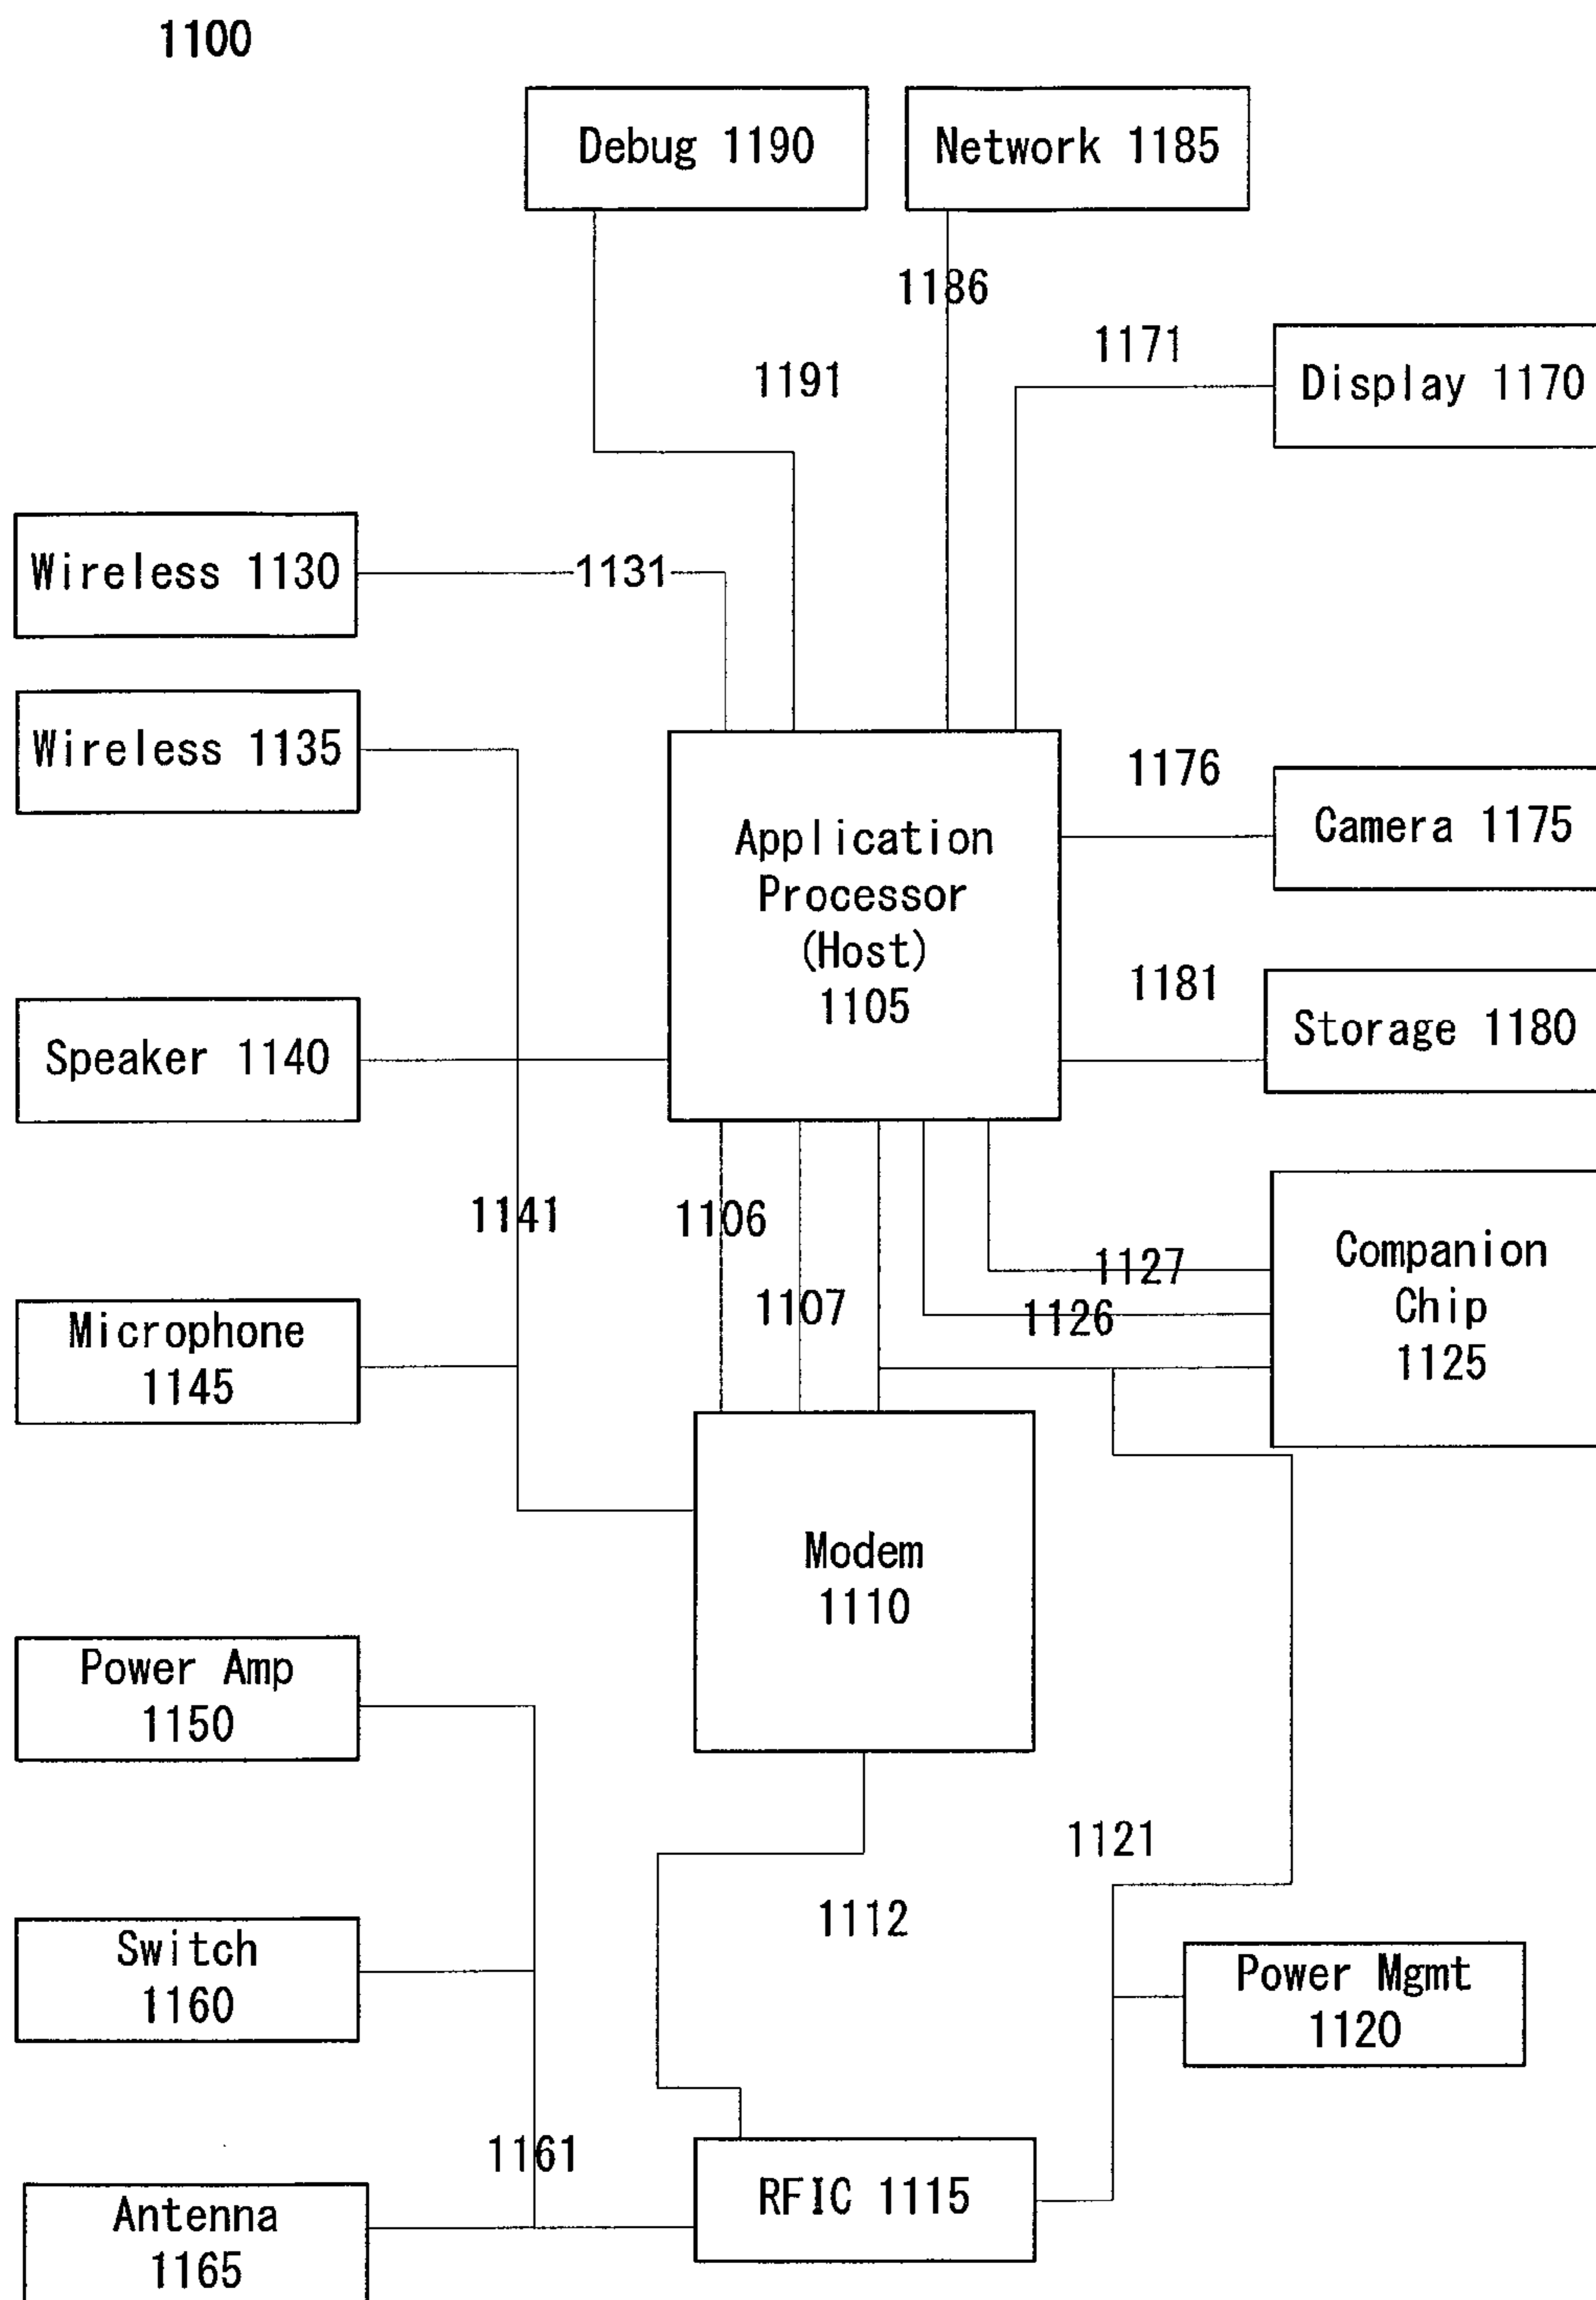 1100
Debug 1190
Network 1185
1186
1171
1191
Display 1170
Wireless 1130
1131
Wireless 1135
1176
Camera 1175
Application
Processor
(Host)
1105
1181
Storage 1180
Speaker 1140
1141
1106
1107
1127
1126
Companion
Chip
1125
Microphone
1145
Modem
1110
Power Amp
1150
1121
1112
Switch
1160
Power Mgmt
1120
1161
RFIC 1115
Antenna
1165